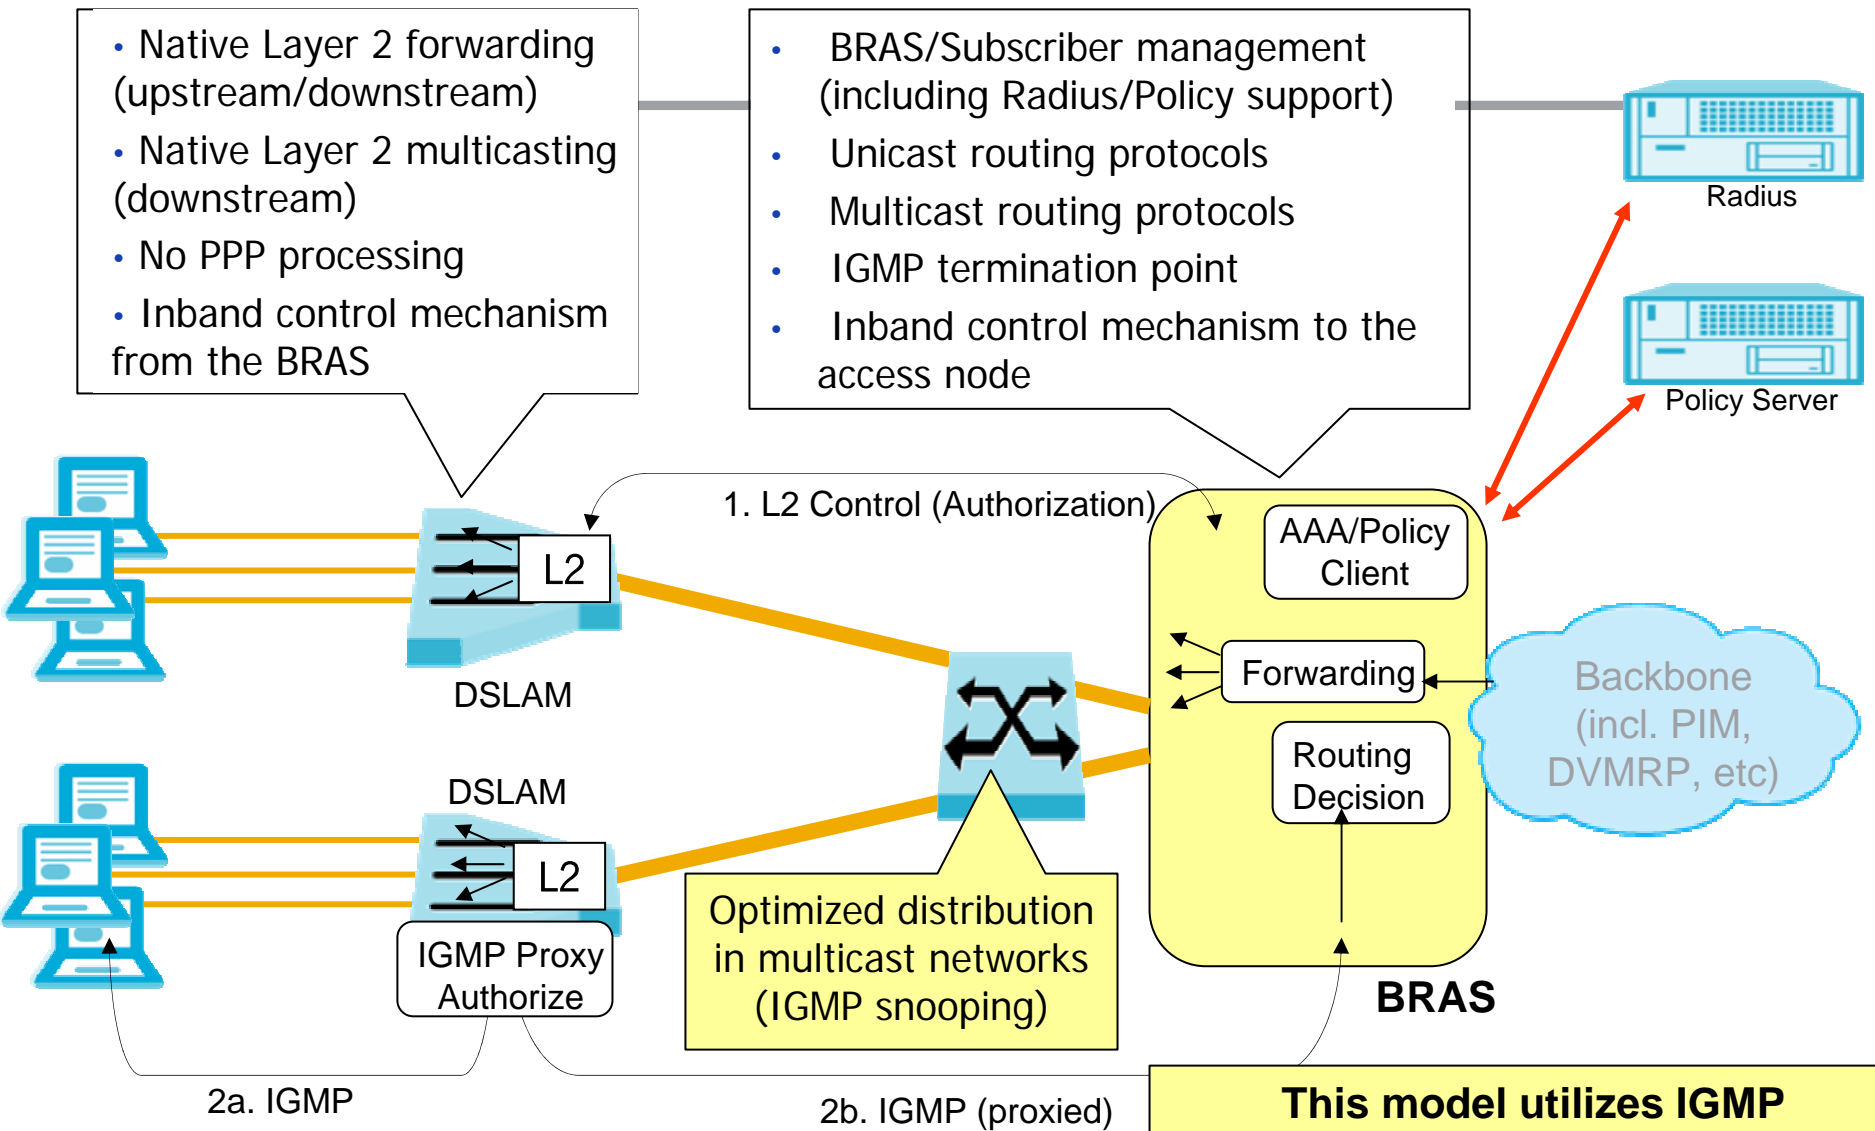 • Native Layer 2 forwarding
(upstream/downstream)
• Native Layer 2 multicasting
(downstream)
• No PPP processing
• Inband control mechanism
from the BRAS
• BRAS/Subscriber management
(including Radius/Policy support)
• Unicast routing protocols
• Multicast routing protocols
• IGMP termination point
• Inband control mechanism to the
access node
Radius
Policy Server
1. L2 Control (Authorization)
AAA/Policy
Client
L2
DSLAM
Forwarding
Backbone
(incl. PIM,
DVMRP, etc)
Routing
Decision
DSLAM
L2
IGMP Proxy
Authorize
Optimized distribution
in multicast networks
(IGMP snooping)
BRAS
2a. IGMP
2b. IGMP (proxied)
This model utilizes IGMP